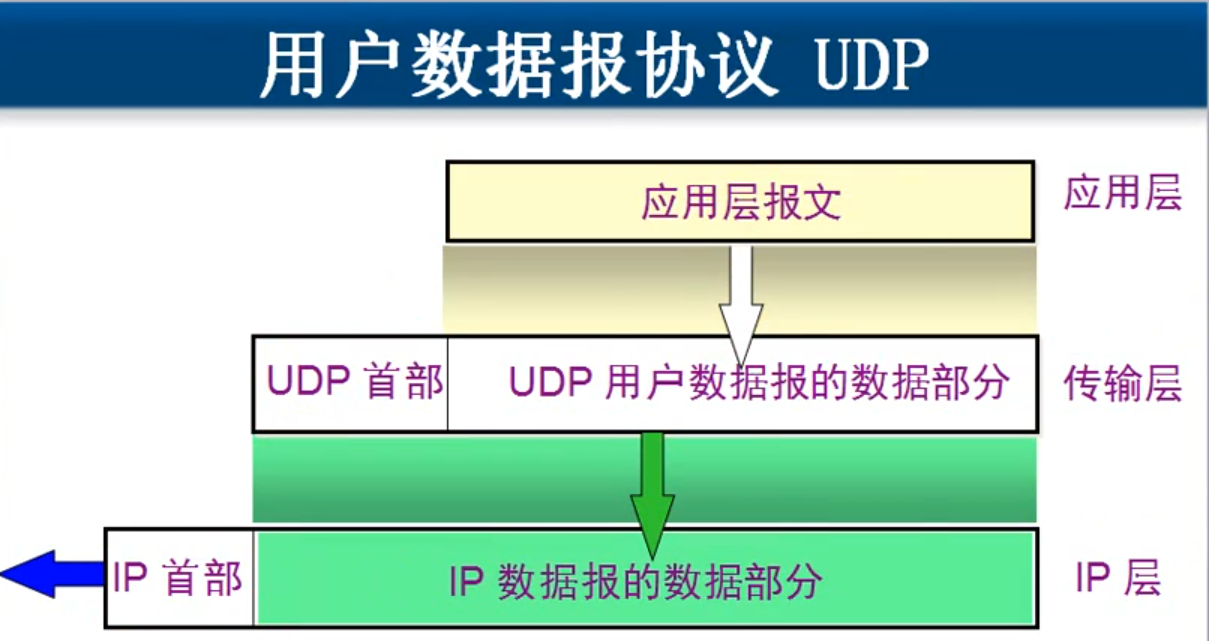 用户数据报协议 UDP
应用层报文
应用层
UDP 首部
UDP 用户数据报的数据部分
传输层
IP 首部
IP 数据报的数据部分
IP 层